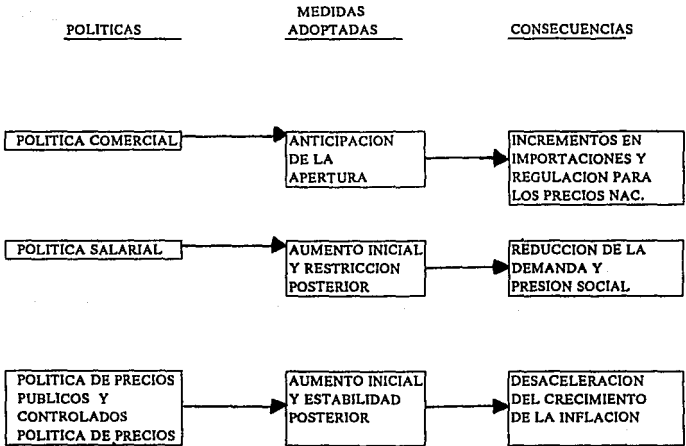 POLITICAS
MEDIDAS
ADOPTADAS
CONSECUENCIAS
POLITICA COMERCIAL
ANTICIPACION
DE LA
APERTURA
INCREMENTOS EN
IMPORTACIONES Y
REGULACION PARA
LOS PRECIOS NAC.
POLITICA SALARIAL
AUMENTO INICIAL
Y RESTRICCION
POSTERIOR
REDUCCION DE LA
DEMANDA Y
PRESION SOCIAL
POLITICA DE PRECIOS
PUBLICOS Y
CONTROLADOS
POLITICA DE PRECIOS
AUMENTO INICIAL
Y ESTABILIDAD
POSTERIOR
DESACELERACION
DEL CRECIMIENTO
DE LA INFLACION